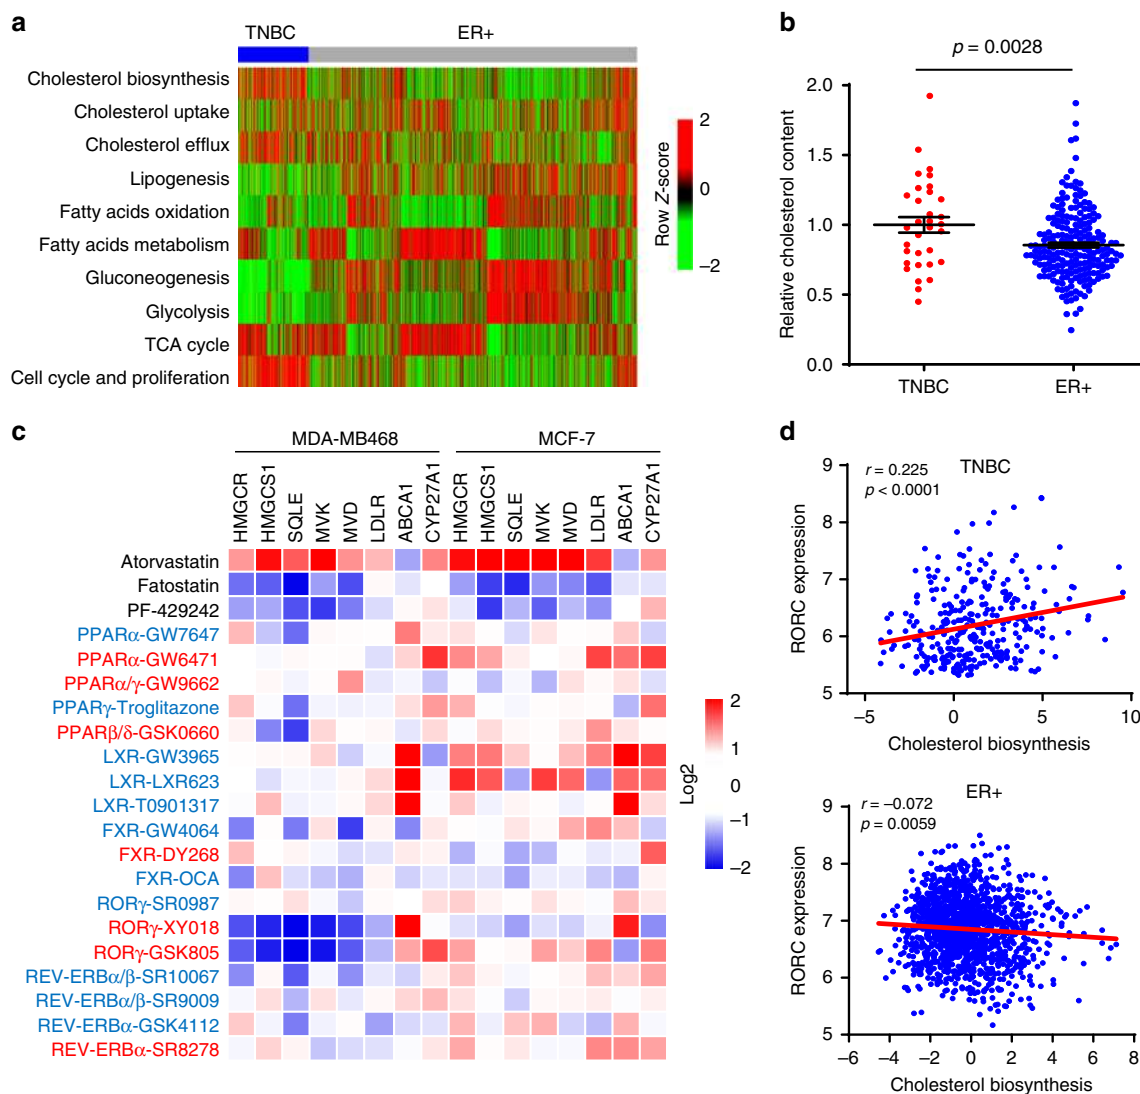 a
TNBC
ER+
Cholesterol biosynthesis
Cholesterol uptake
Cholesterol efflux
Lipogenesis
Fatty acids oxidation
Fatty acids metabolism
Gluconeogenesis
Glycolysis
TCA cycle
Cell cycle and proliferation
2
0
−2
Row Z-score
b
p = 0.0028
2.0
1.5
1.0
0.5
0.0
Relative cholesterol content
TNBC
ER+
c
MDA-MB468
MCF-7
HMGCR
HMGCS1
SQLE
MVK
MVD
LDLR
ABCA1
CYP27A1
HMGCR
HMGCS1
SQLE
MVK
MVD
LDLR
ABCA1
CYP27A1
Atorvastatin
Fatostatin
PF-429242
PPARα-GW7647
PPARα-GW6471
PPARα/γ-GW9662
PPARγ-Troglitazone
PPARβ/δ-GSK0660
LXR-GW3965
LXR-LXR623
LXR-T0901317
FXR-GW4064
FXR-DY268
FXR-OCA
RORγ-SR0987
RORγ-XY018
RORγ-GSK805
REV-ERBα/β-SR10067
REV-ERBα/β-SR9009
REV-ERBα-GSK4112
REV-ERBα-SR8278
2
1
0
−1
−2
Log2
d
TNBC
r = 0.225
p < 0.0001
9
8
7
6
5
RORC expression
−5
0
5
10
Cholesterol biosynthesis
ER+
r = −0.072
p = 0.0059
9
8
7
6
5
RORC expression
−6
−4
−2
0
2
4
6
8
Cholesterol biosynthesis